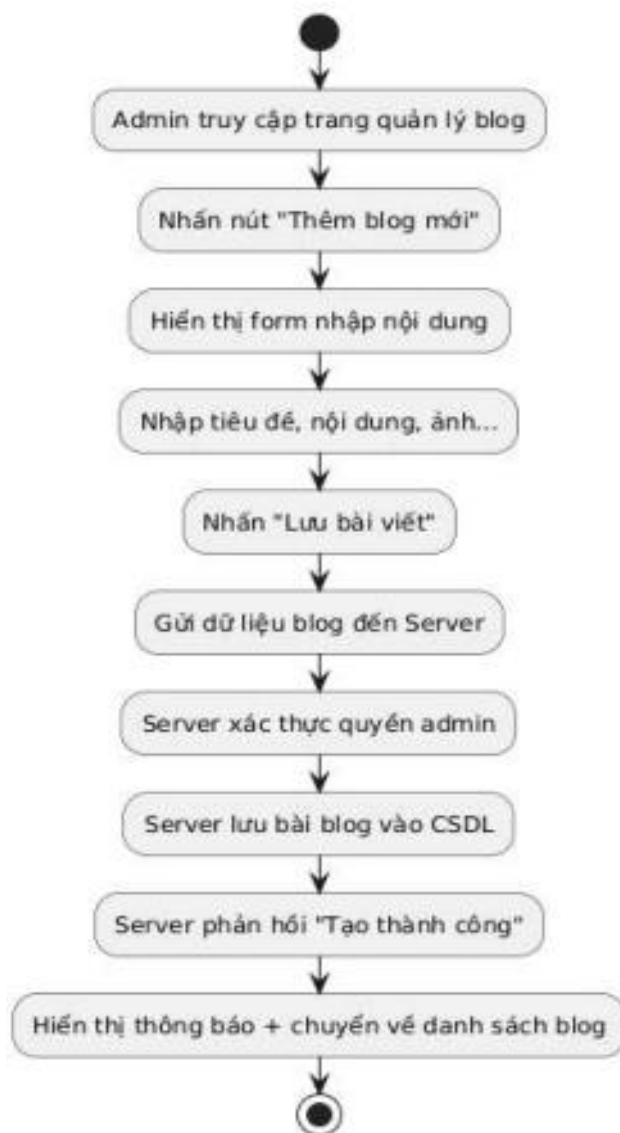 Admin truy cập trang quản lý blog
Nhấn nút "Thêm blog mới"
Hiển thị form nhập nội dung
Nhập tiêu đề, nội dung, ảnh...
Nhấn "Lưu bài viết"
Gửi dữ liệu blog đến Server
Server xác thực quyền admin
Server lưu bài blog vào CSDL
Server phản hồi "Tạo thành công"
Hiển thị thông báo + chuyển về danh sách blog